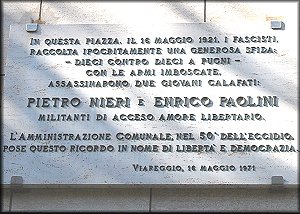 IN QUESTA PIAZZA, IL 16 MAGGIO 1921, I FASCISTI,
RACCOLTA IPOCRITAMENTE UNA GENEROSA SFIDA:
- DIECI CONTRO DIECI A PUGNI -
CON LE ARMI IMBOSCATE,
ASSASSINARONO DUE GIOVANI CALAFATI:
PIETRO NIERI E ENRICO PAOLINI
MILITANTI DI ACCESO AMORE LIBERTARIO.
L'AMMINISTRAZIONE COMUNALE, NEL 50° DELL'ECCIDIO,
POSE QUESTO RICORDO IN NOME DI LIBERTA' E DEMOCRAZIA.
VIAREGGIO, 16 MAGGIO 1971